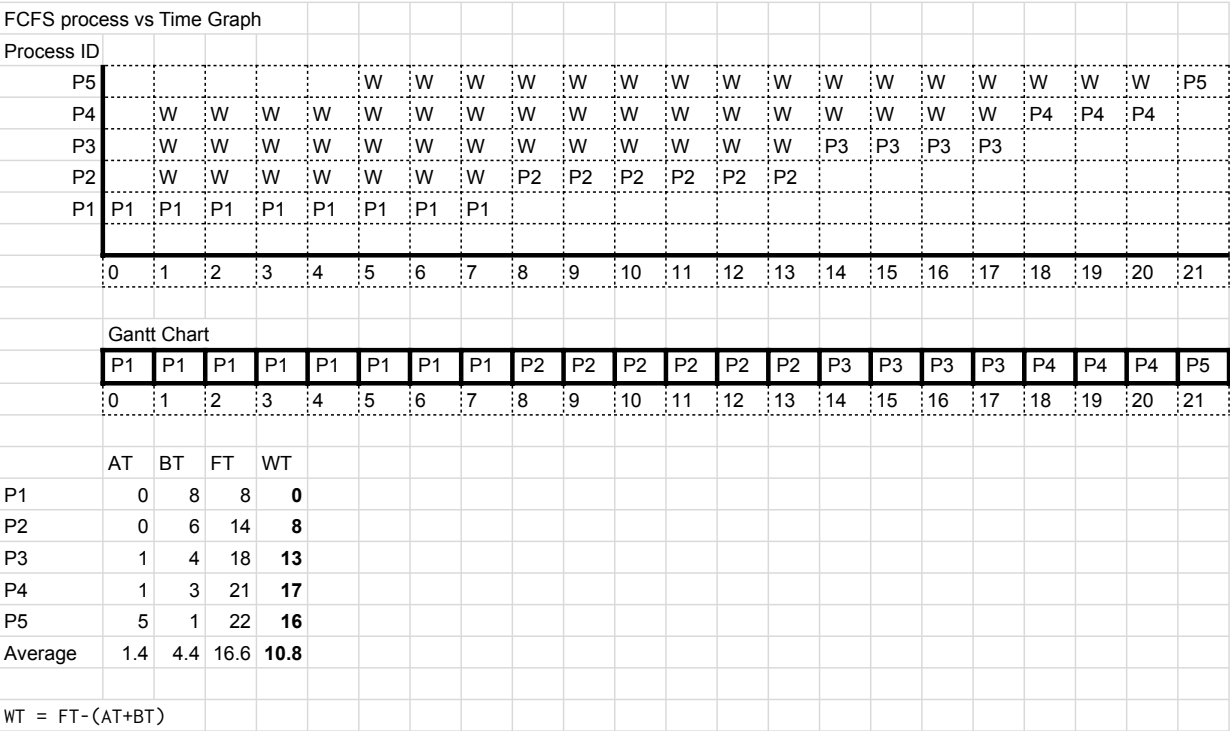 FCFS process vs Time Graph
Process ID
P5 W W W W W W W W W W W W W W W W P5
P4 W W W W W W W W W W W W W W W W W P4 P4 P4
P3 W W W W W W W W W W W W W P3 P3 P3 P3
P2 W W W W W W W P2 P2 P2 P2 P2 P2
P1 P1 P1 P1 P1 P1 P1 P1 P1
0 1 2 3 4 5 6 7 8 9 10 11 12 13 14 15 16 17 18 19 20 21
Gantt Chart
P1 P1 P1 P1 P1 P1 P1 P1 P2 P2 P2 P2 P2 P2 P3 P3 P3 P3 P4 P4 P4 P5
0 1 2 3 4 5 6 7 8 9 10 11 12 13 14 15 16 17 18 19 20 21
AT BT FT WT
P1 0 8 8 0
P2 0 6 14 8
P3 1 4 18 13
P4 1 3 21 17
P5 5 1 22 16
Average 1.4 4.4 16.6 10.8
WT = FT-(AT+BT)